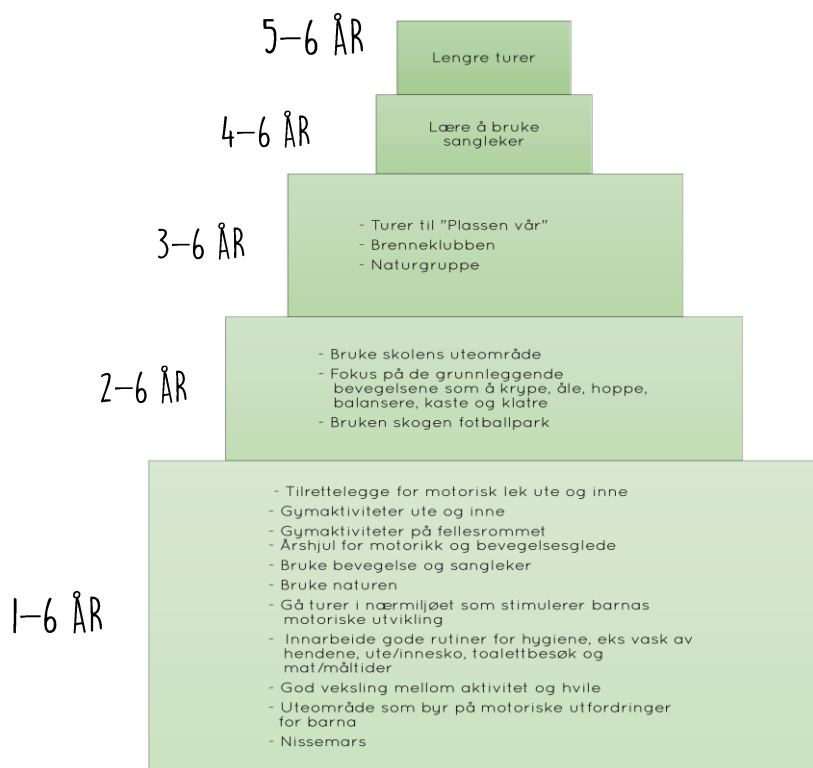 5-6 ÅR
Lengre turer
4-6 ÅR
Lære å bruke
sangleker
3-6 ÅR
- Turer til "Plassen vår"
- Brenneklubben
- Naturgruppe
2-6 ÅR
- Bruke skolens uteområde
- Fokus på de grunnleggende
bevegelsene som å krype, åle, hoppe,
balansere, kaste og klatre
- Bruken skogen fotballpark
1-6 ÅR
- Tilrettelegge for motorisk lek ute og inne
- Gymaktiviteter ute og inne
- Gymaktiviteter på fellesrommet
- Årshjul for motorikk og bevegelsesglede
- Bruke bevegelse og sangleker
- Bruke naturen
- Gå turer i nærmiljøet som stimulerer barnas
motoriske utvikling
- Innarbeide gode rutiner for hygiene, eks vask av
hendene, ute/innesko, toalettbesøk og
mat/måltider
- God veksling mellom aktivitet og hvile
- Uteområde som byr på motoriske utfordringer
for barna
- Nissemars